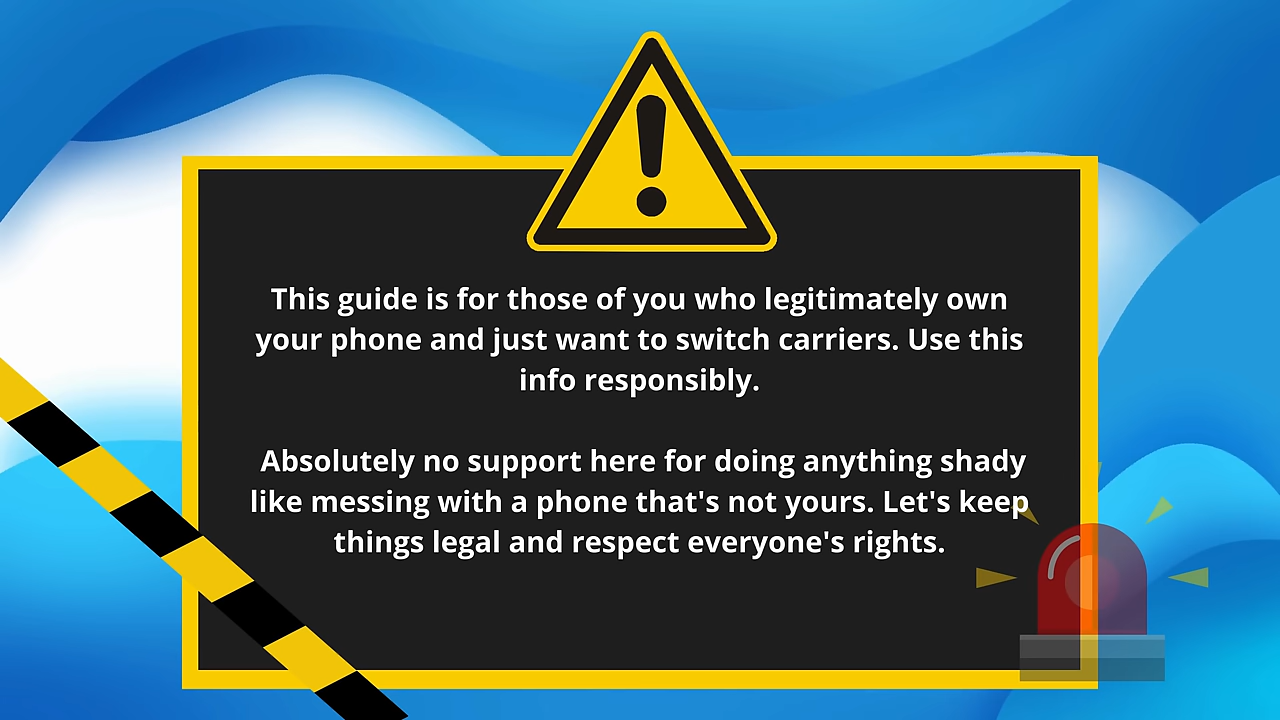 This guide is for those of you who legitimately own
your phone and just want to switch carriers. Use this
info responsibly.
Absolutely no support here for doing anything shady
like messing with a phone that's not yours. Let's keep
things legal and respect everyone's rights.